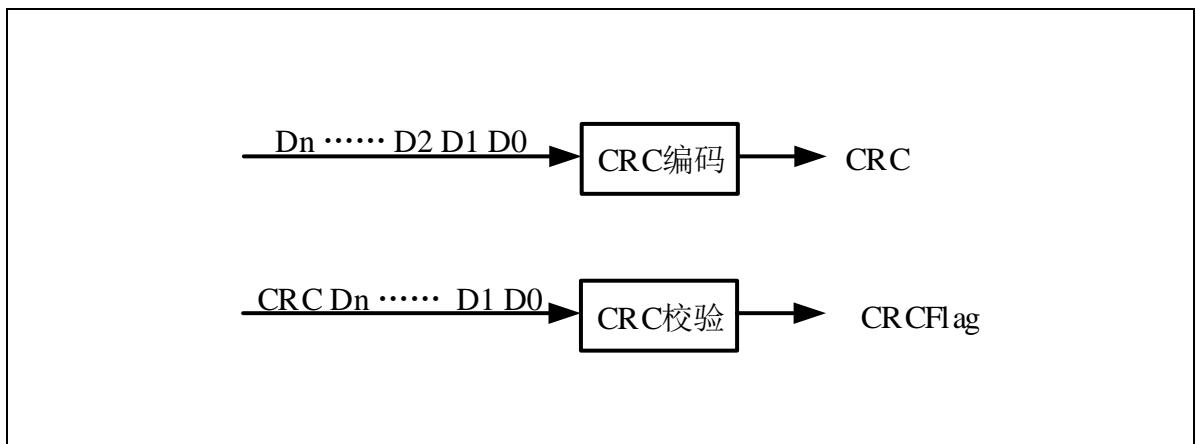 Dn ······ D2 D1 D0
CRC编码
CRC
CRC Dn ······ D1 D0
CRC校验
CRCFlag